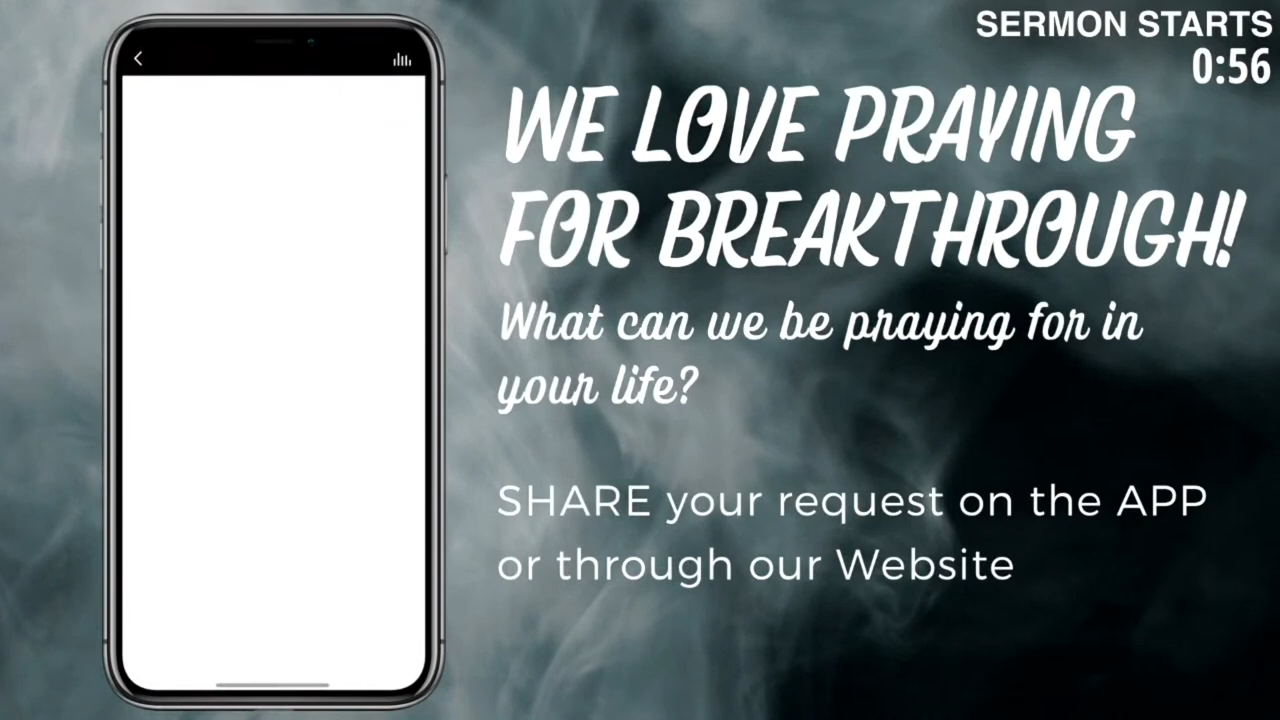 SERMON STARTS
0:56
WE LOVE PRAYING
FOR BREAKTHROUGH!
What can we be praying for in
your life?
SHARE your request on the APP
or through our Website